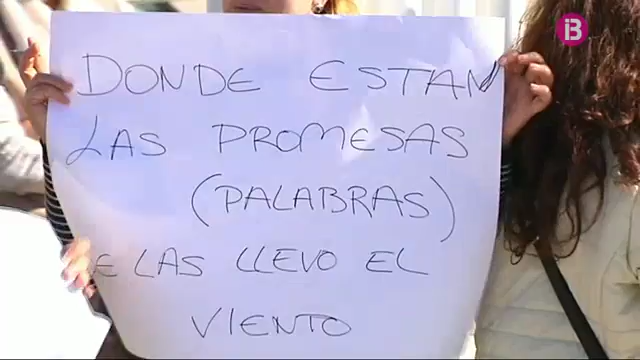 DONDE ESTAN
LAS PROMESAS
(PALABRAS)
E LAS LLEVO EL
VIENTO